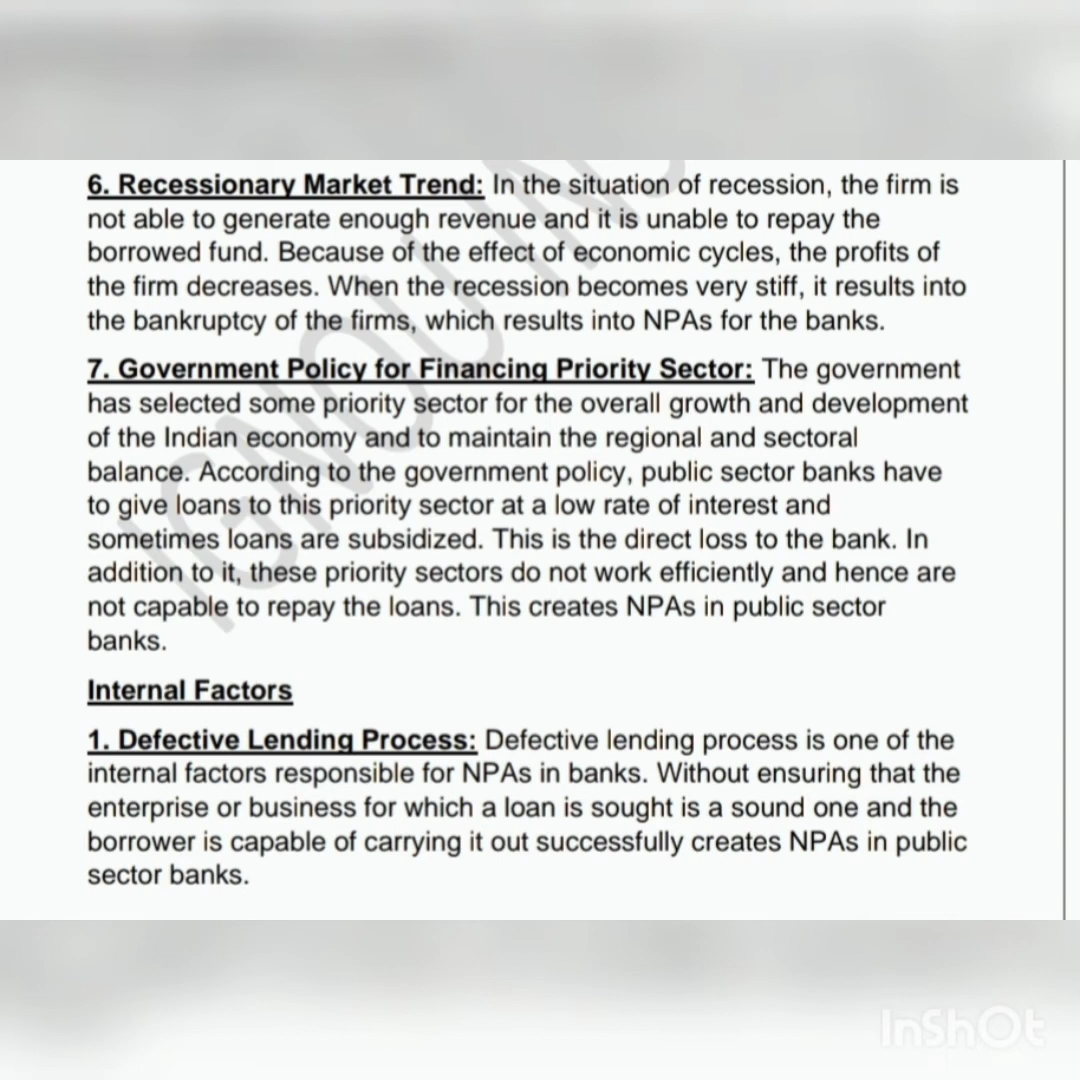 6. Recessionary Market Trend: In the situation of recession, the firm is
not able to generate enough revenue and it is unable to repay the
borrowed fund. Because of the effect of economic cycles, the profits of
the firm decreases. When the recession becomes very stiff, it results into
the bankruptcy of the firms, which results into NPAs for the banks.
7. Government Policy for Financing Priority Sector: The government
has selected some priority sector for the overall growth and development
of the Indian economy and to maintain the regional and sectoral
balance. According to the government policy, public sector banks have
to give loans to this priority sector at a low rate of interest and
sometimes loans are subsidized. This is the direct loss to the bank. In
addition to it, these priority sectors do not work efficiently and hence are
not capable to repay the loans. This creates NPAs in public sector
banks.
Internal Factors
1. Defective Lending Process: Defective lending process is one of the
internal factors responsible for NPAs in banks. Without ensuring that the
enterprise or business for which a loan is sought is a sound one and the
borrower is capable of carrying it out successfully creates NPAs in public
sector banks.
IGNOU
InShOt